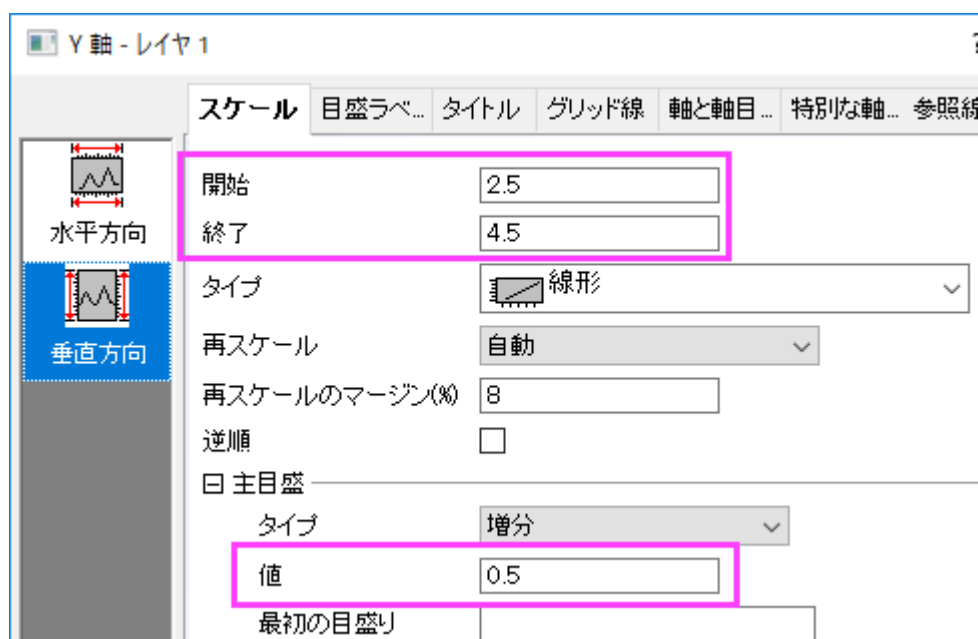 Y 軸 - レイヤ 1
スケール 目盛ラベ... タイトル グリッド線 軸と軸目... 特別な軸... 参照線
水平方向
垂直方向
開始 2.5
終了 4.5
タイプ 線形
再スケール 自動
再スケールのマージン(%) 8
逆順
主目盛
タイプ 増分
値 0.5
最初の目盛り